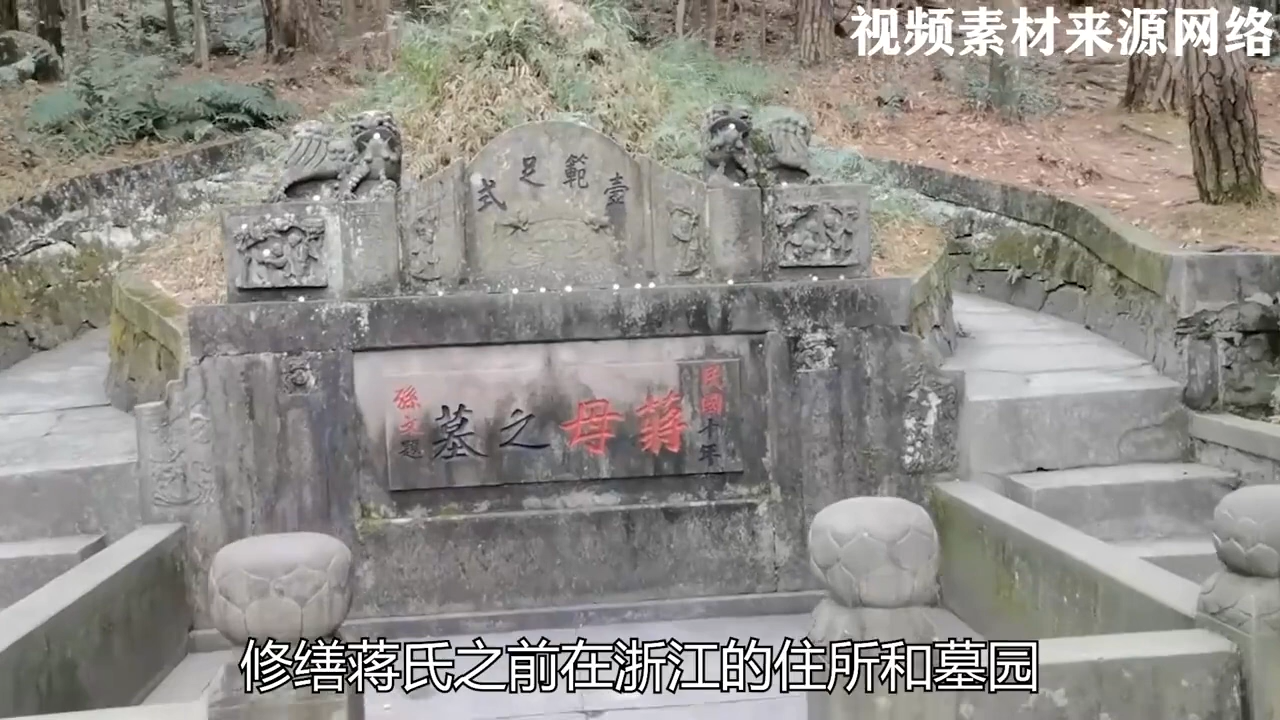 视频素材来源网络
壼範足式
民國十年
蔣母之墓
孫文題
修缮蒋氏之前在浙江的住所和墓园